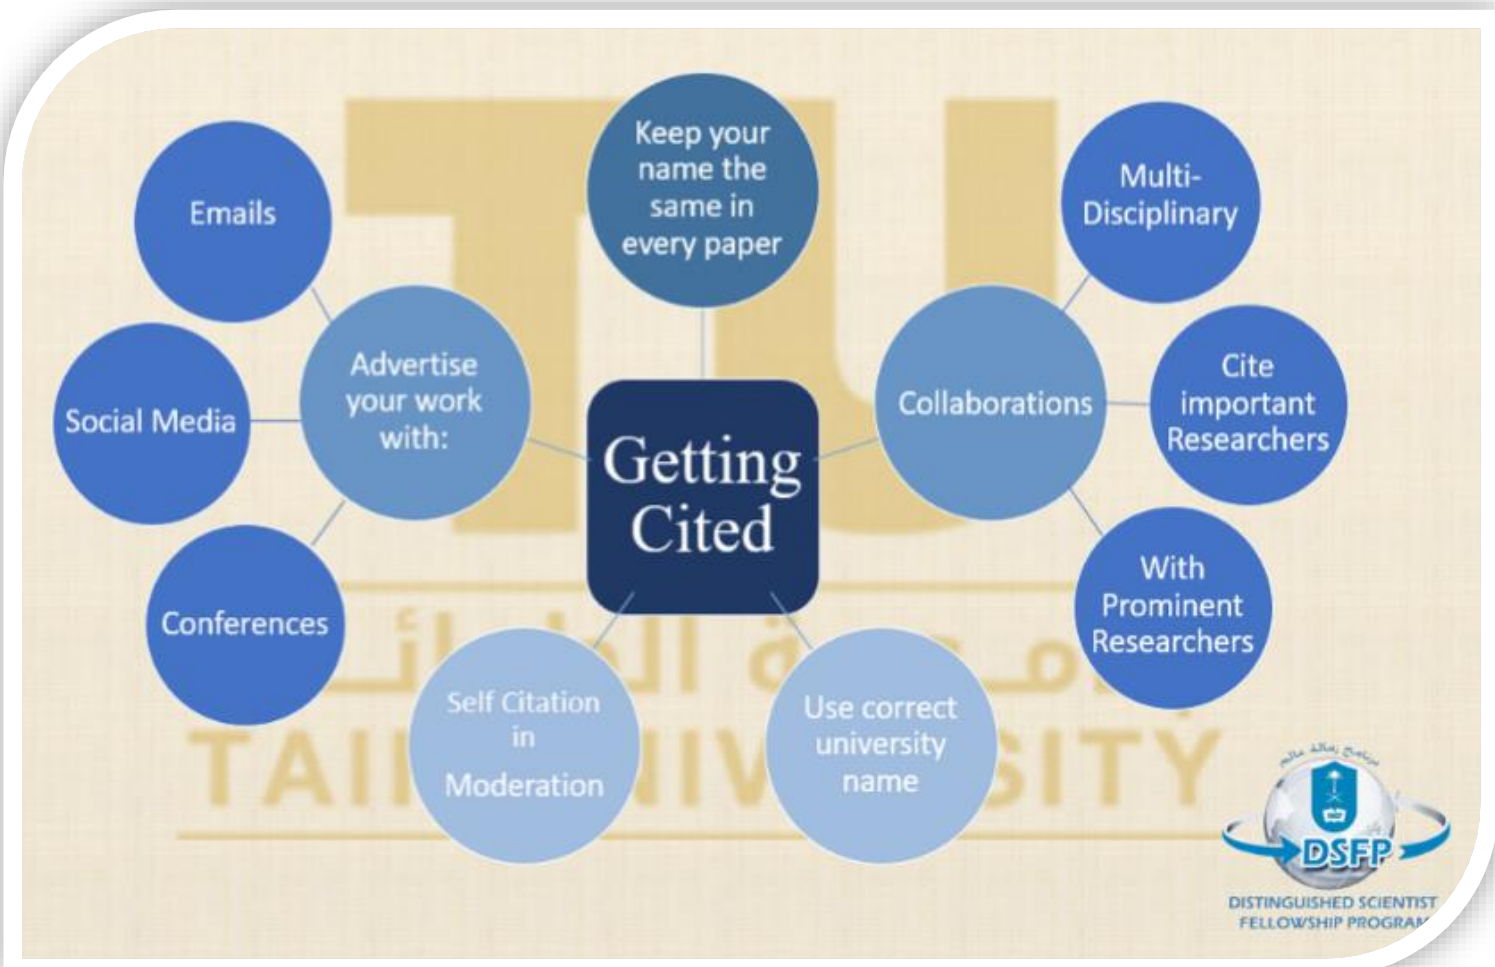 Keep your
name the
same in
every paper
Emails
Social Media
Conferences
Advertise
your work
with:
Getting
Cited
Collaborations
Multi-
Disciplinary
Cite
important
Researchers
With
Prominent
Researchers
Self Citation
in
Moderation
Use correct
university
name
TU
DSFP
DISTINGUISHED SCIENTIST
FELLOWSHIP PROGRAM